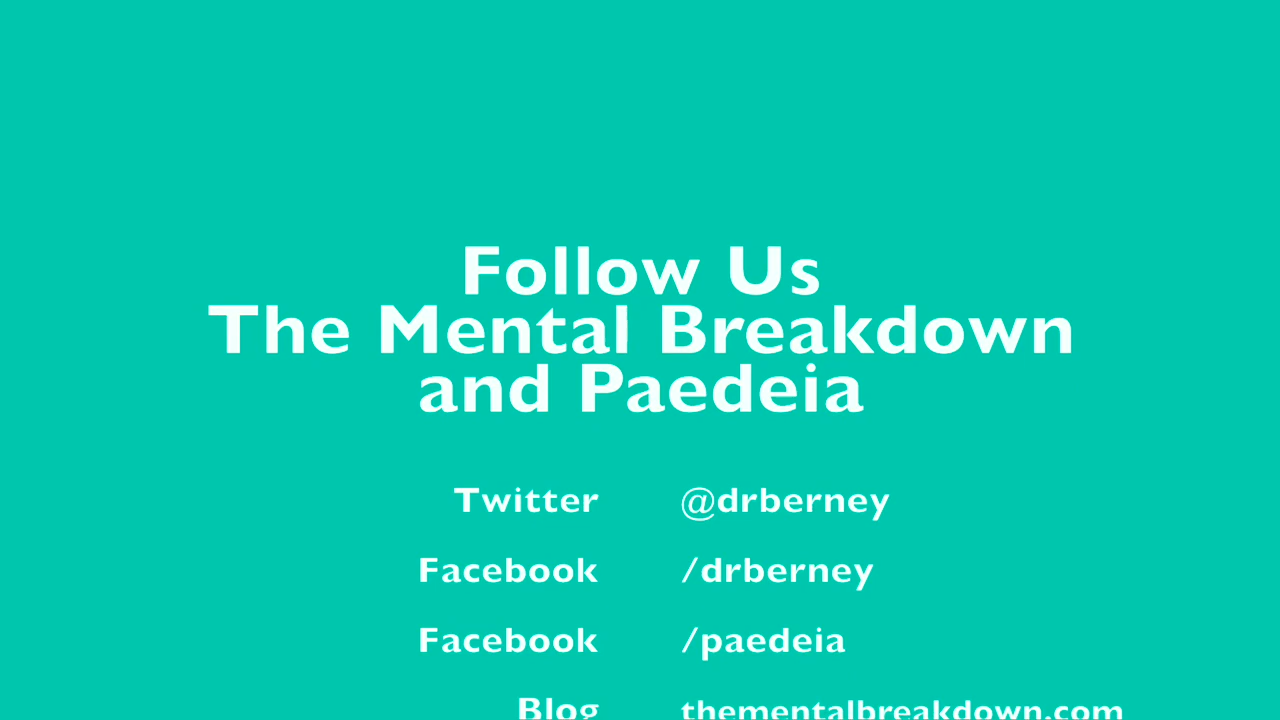 Follow Us
The Mental Breakdown
and Paedeia
Twitter @drberney
Facebook /drberney
Facebook /paedeia
Blog thementalbreakdown.com